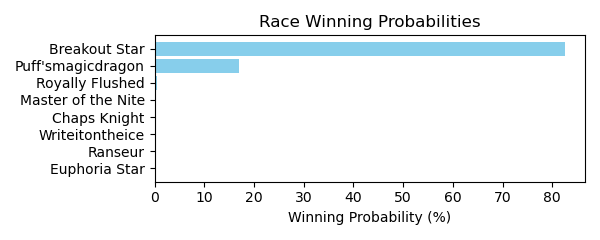 Race Winning Probabilities
Breakout Star
Puff'smagicdragon
Royally Flushed
Master of the Nite
Chaps Knight
Writeitontheice
Ranseur
Euphoria Star
0 10 20 30 40 50 60 70 80
Winning Probability (%)